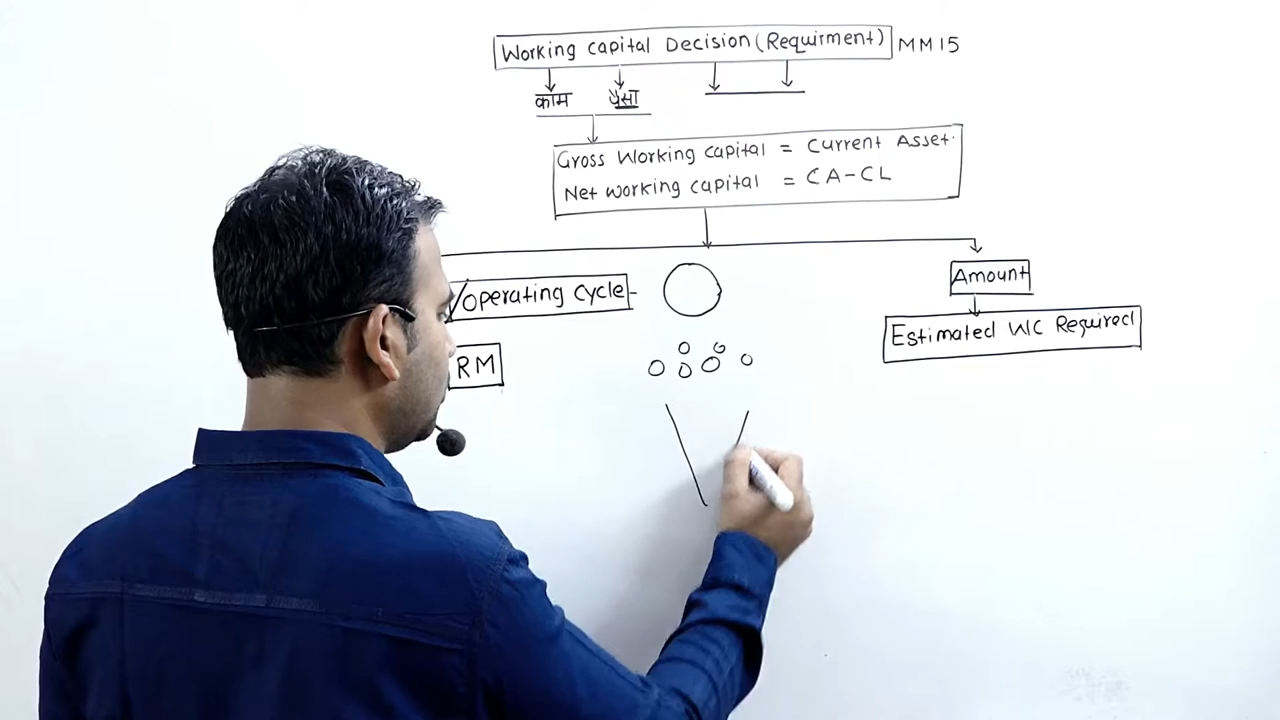 Working Capital Decision (Requirment) MM15
काम पैसा
Gross Working Capital = Current Asset.
Net Working Capital = CA-CL
/Operating Cycle-
Amount
Estimated WC Required
RM